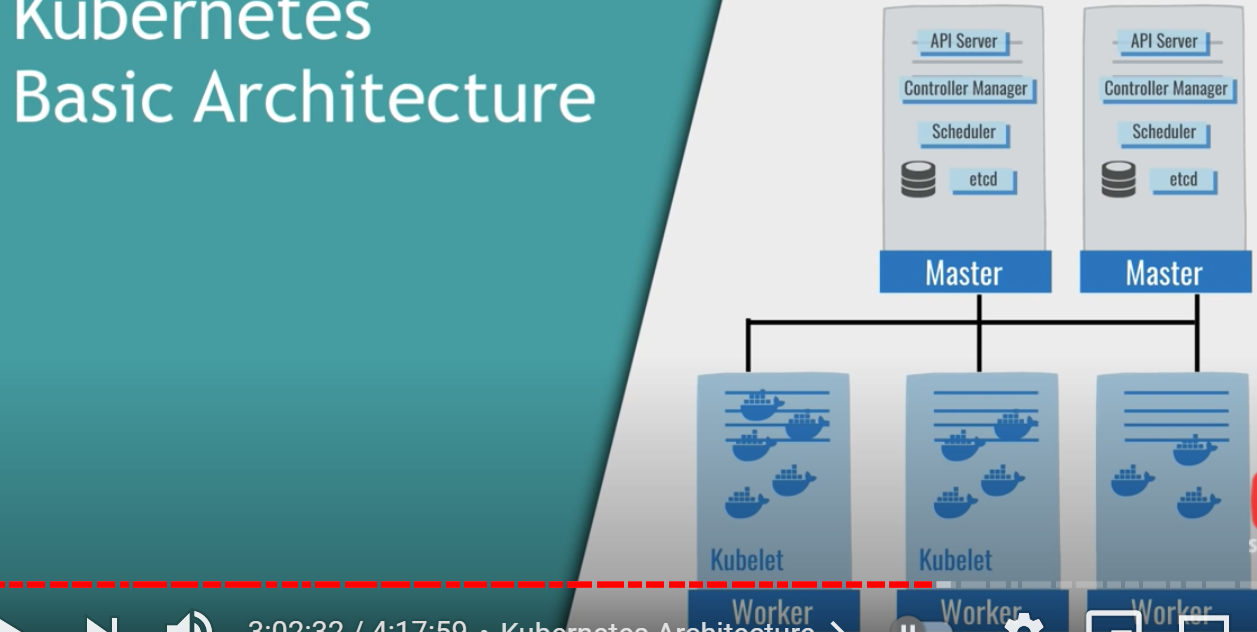 Kubernetes
Basic Architecture
API Server
Controller Manager
Scheduler
etcd
Master
API Server
Controller Manager
Scheduler
etcd
Master
Kubelet
Worker
Kubelet
Worker
Worker
3:02:32 / 4:17:59 • Kubernetes Architecture